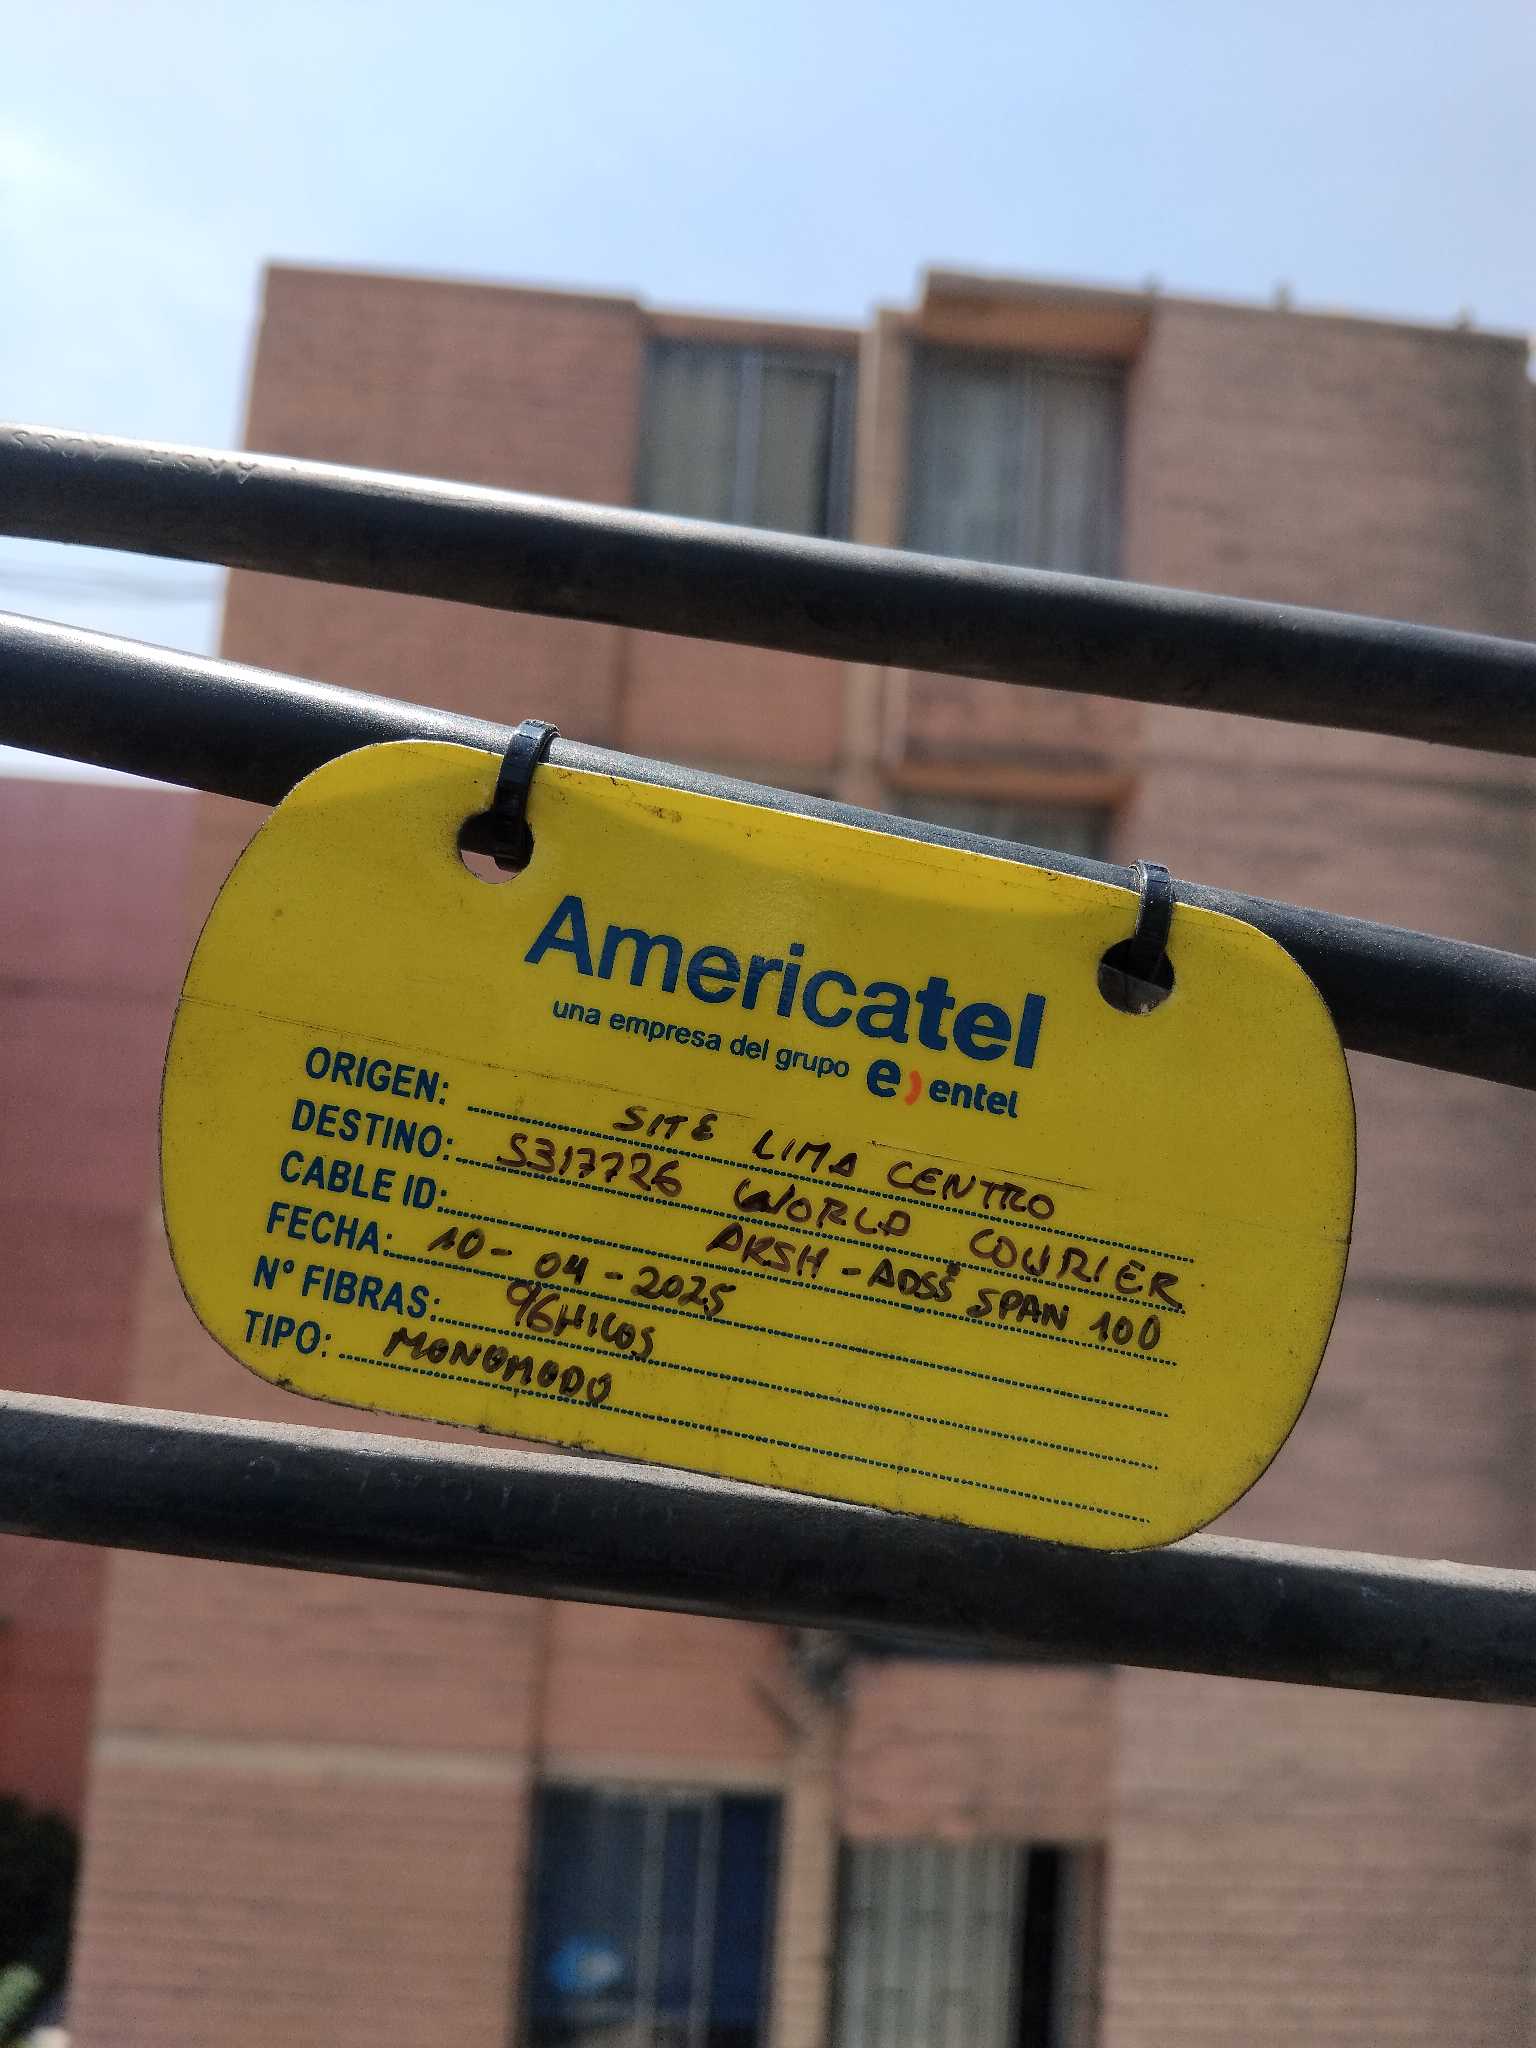 Americatel
una empresa del grupo e) entel
ORIGEN: SITE LIMA CENTRO
DESTINO: S317726 WORLD COURIER
CABLE ID: ARSH - ADSS SPAN 100
FECHA: 10 - 04 - 2025
N° FIBRAS: 96 HILOS
TIPO: MONOMODO